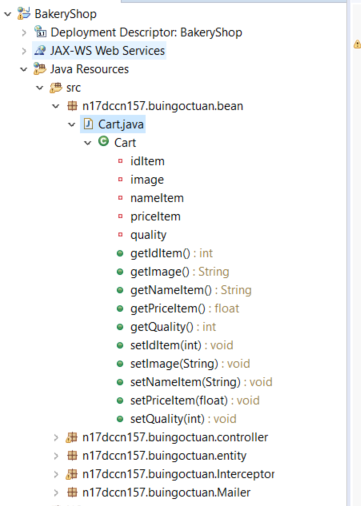 BakeryShop
Deployment Descriptor: BakeryShop
JAX-WS Web Services
Java Resources
src
n17dccn157.buingoctuan.bean
Cart.java
Cart
idItem
image
nameItem
priceItem
quality
getIdItem() : int
getImage() : String
getNameItem() : String
getPriceItem() : float
getQuality() : int
setIdItem(int) : void
setImage(String) : void
setNameItem(String) : void
setPriceItem(float) : void
setQuality(int) : void
n17dccn157.buingoctuan.controller
n17dccn157.buingoctuan.entity
n17dccn157.buingoctuan.Interceptor
n17dccn157.buingoctuan.Mailer